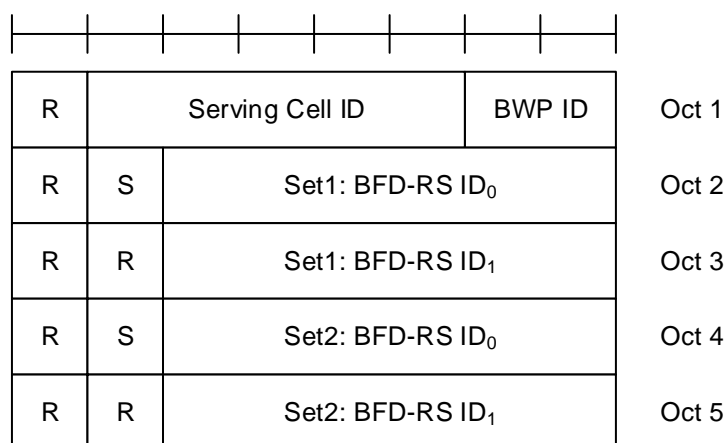 R Serving Cell ID BWP ID Oct 1
R S Set1: BFD-RS ID₀ Oct 2
R R Set1: BFD-RS ID₁ Oct 3
R S Set2: BFD-RS ID₀ Oct 4
R R Set2: BFD-RS ID₁ Oct 5